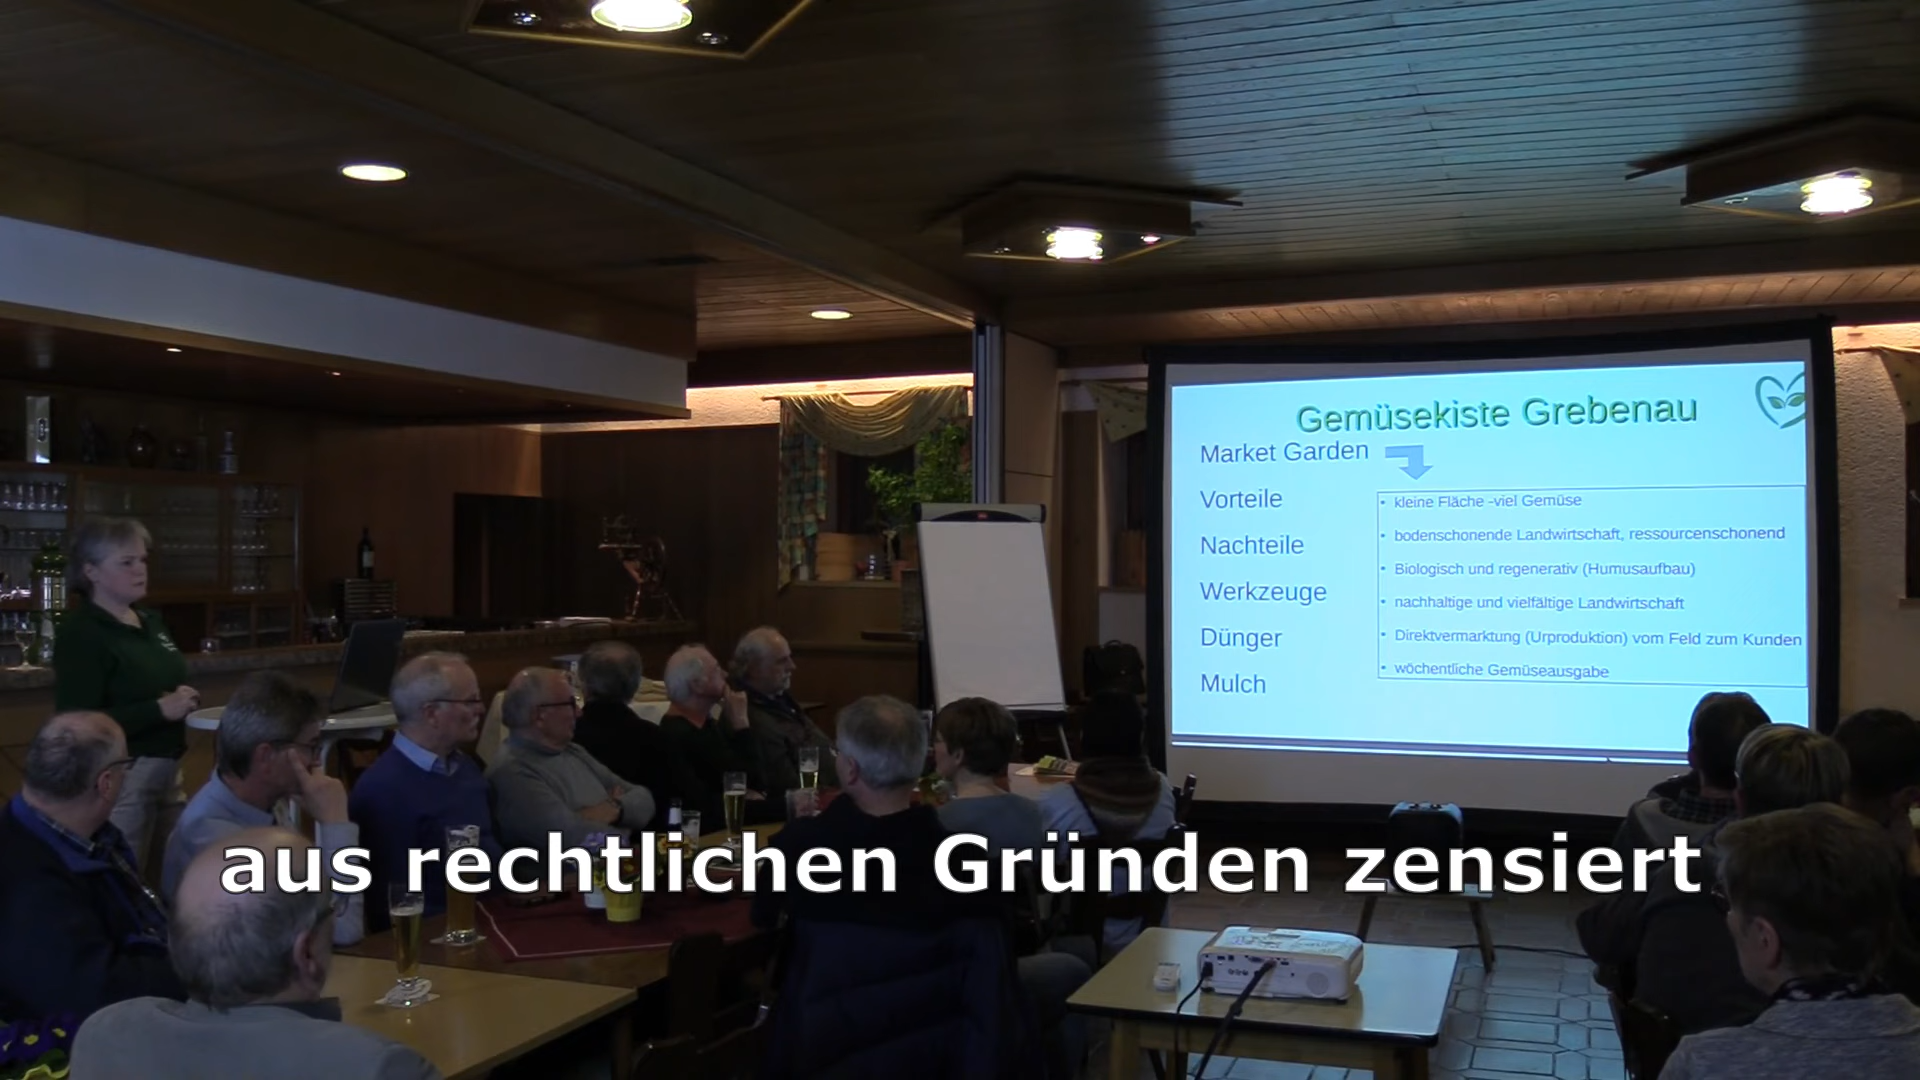 Gemüsekiste Grebenau
Market Garden
Vorteile
Nachteile
Werkzeuge
Dünger
Mulch
• kleine Fläche -viel Gemüse
• bodenschonende Landwirtschaft, ressourcenschonend
• Biologisch und regenerativ (Humusaufbau)
• nachhaltige und vielfältige Landwirtschaft
• Direktvermarktung (Urproduktion) vom Feld zum Kunden
• wöchentliche Gemüseausgabe
aus rechtlichen Gründen zensiert